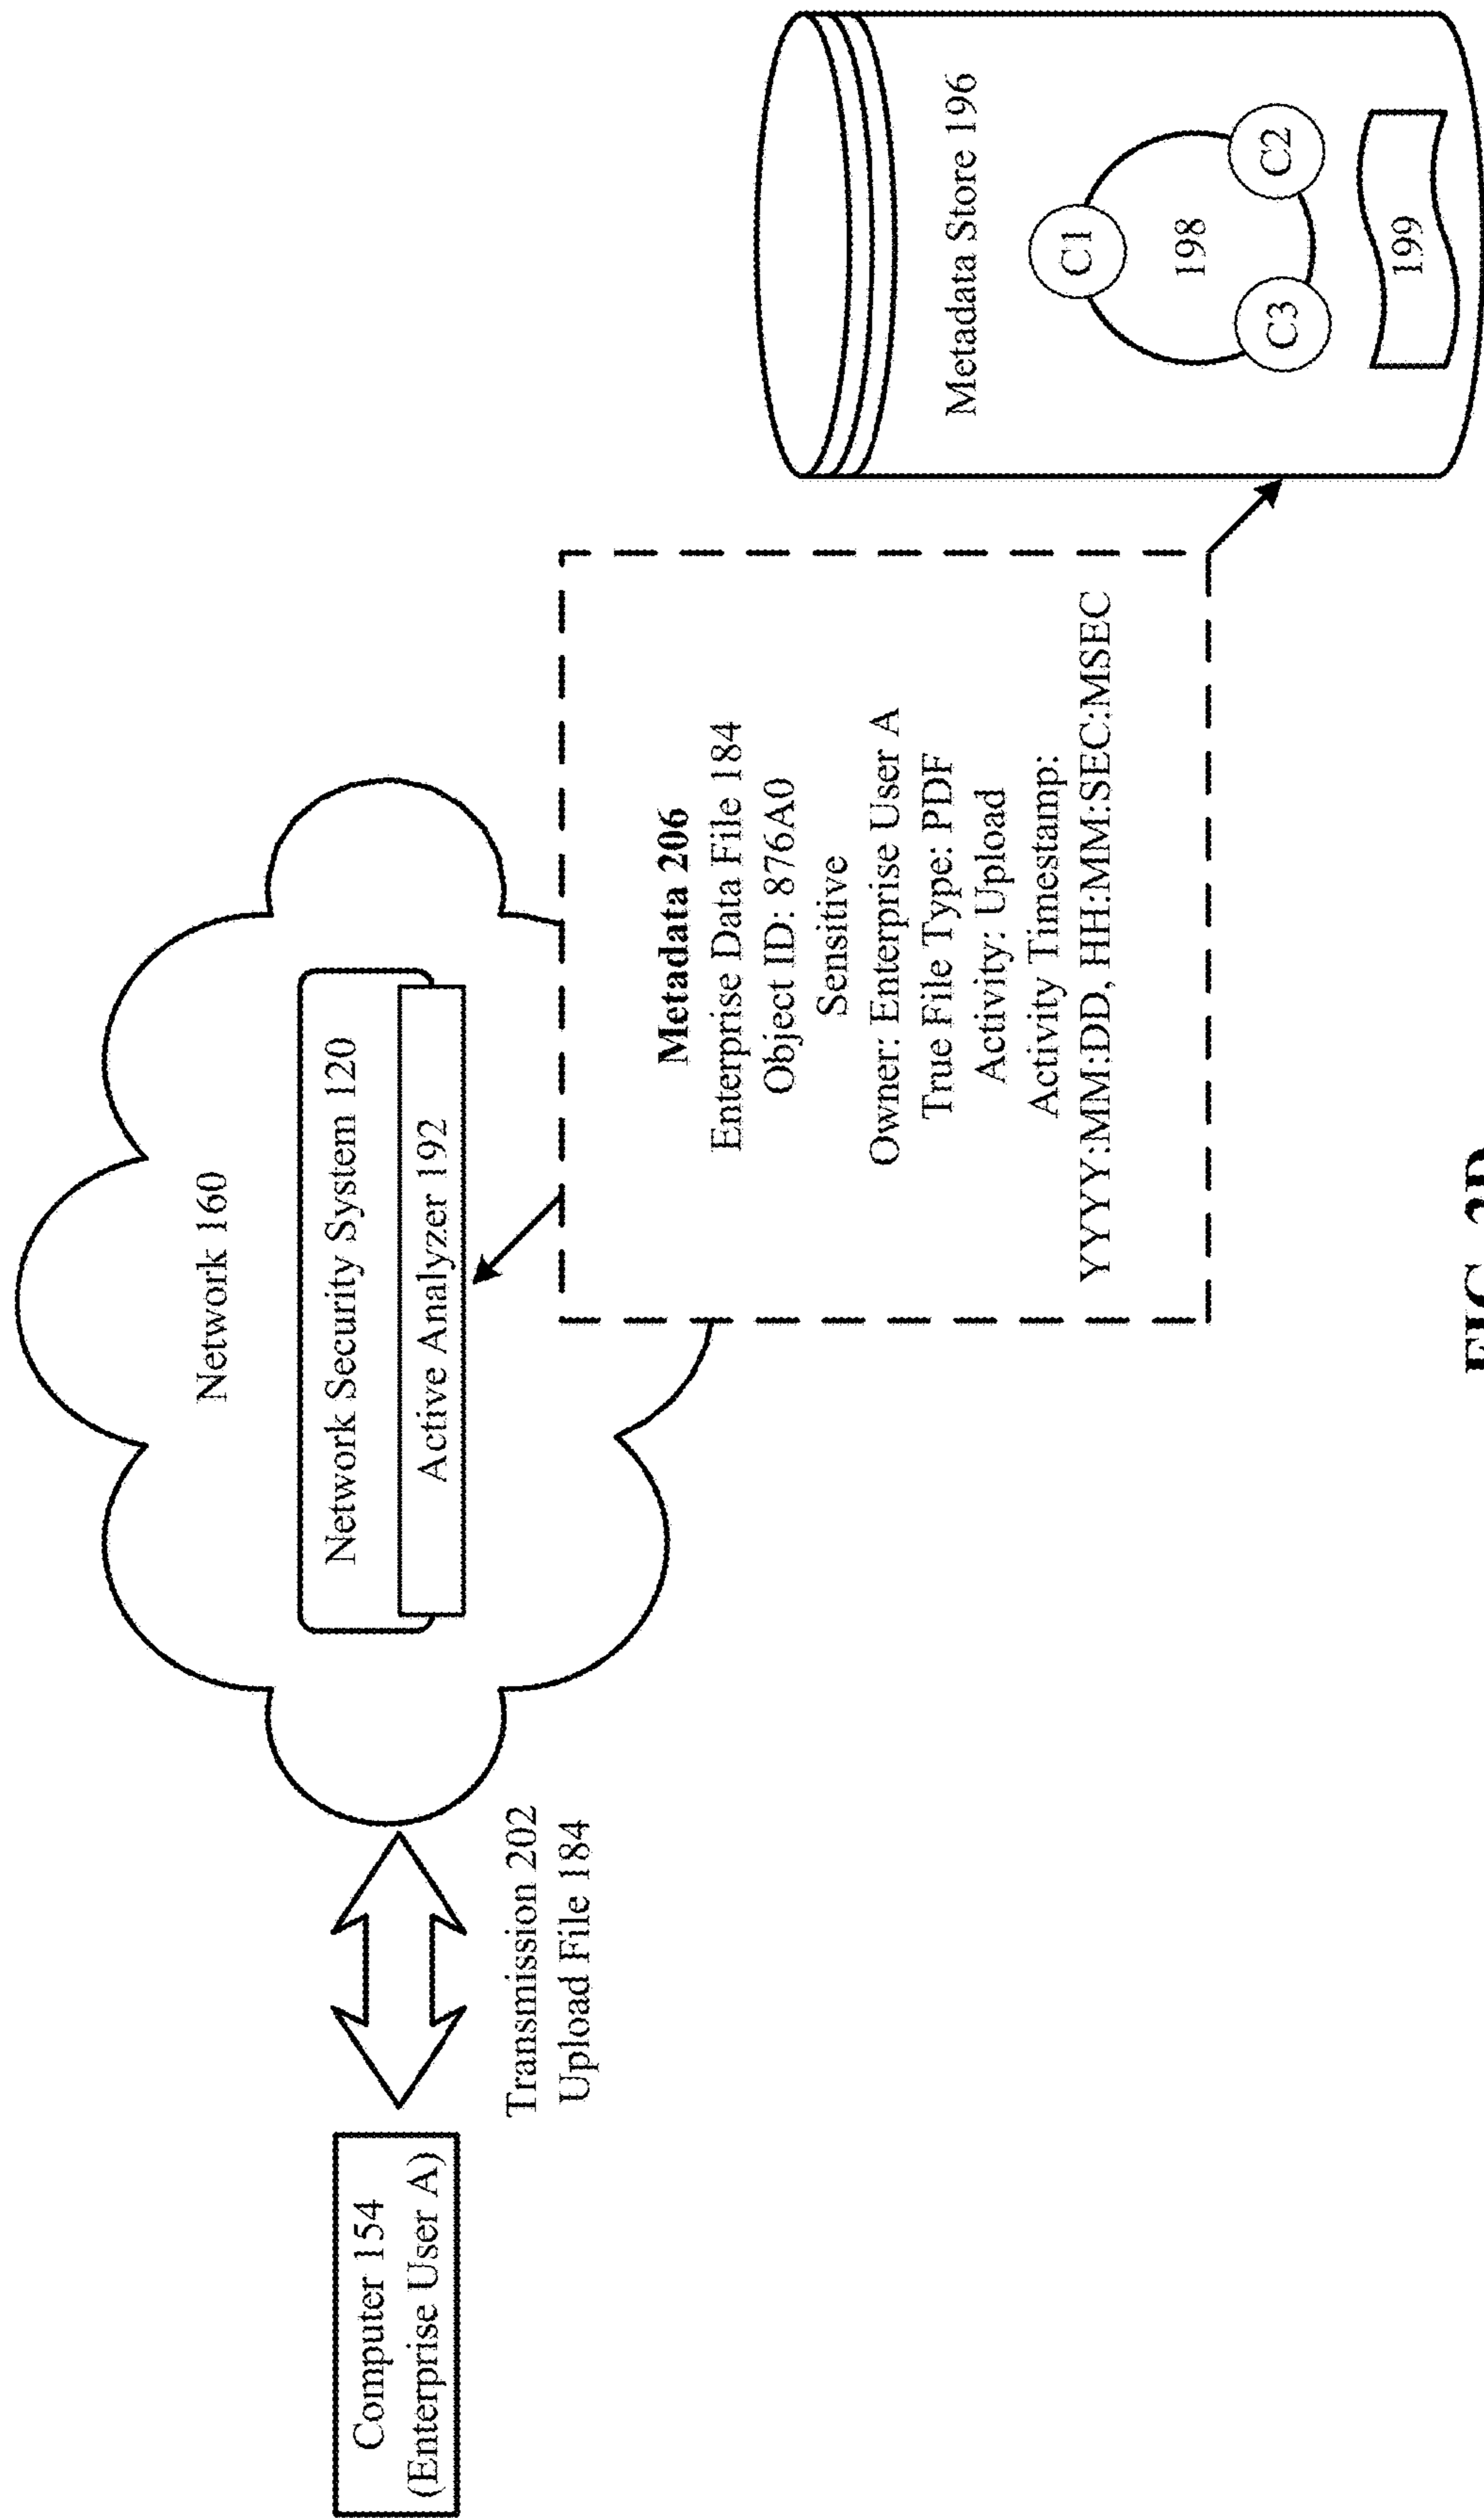 Network 160
Network Security System 120
Active Analyzer 192
Computer 154
(Enterprise User A)
Transmission 202
Upload File 184
Metadata 206
Enterprise Data File 184
Object ID: 876A0
Sensitive
Owner: Enterprise User A
True File Type: PDF
Activity: Upload
Activity Timestamp:
YYYY:MM:DD, HH:MM:SEC:MSEC
Metadata Store 196
C1
198
C3
C2
199